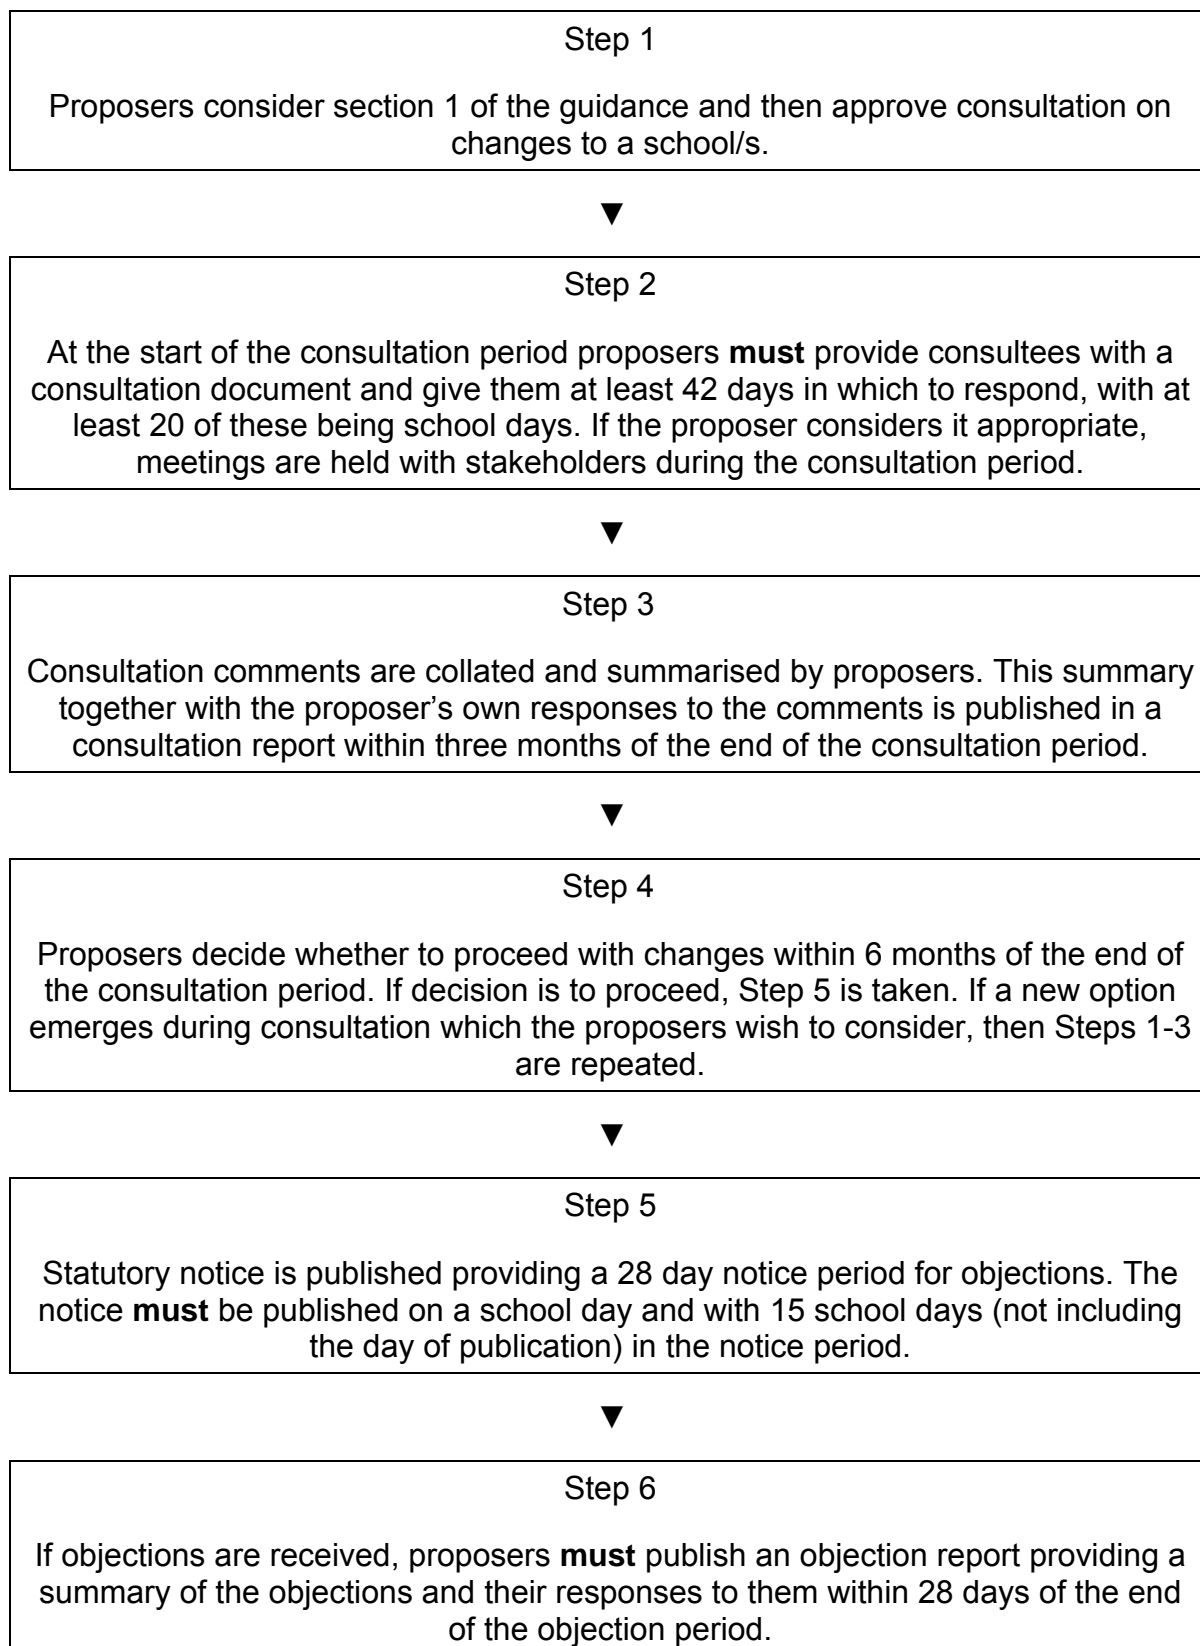 Step 1
Proposers consider section 1 of the guidance and then approve consultation on
changes to a school/s.
▼
Step 2
At the start of the consultation period proposers must provide consultees with a
consultation document and give them at least 42 days in which to respond, with at
least 20 of these being school days. If the proposer considers it appropriate,
meetings are held with stakeholders during the consultation period.
▼
Step 3
Consultation comments are collated and summarised by proposers. This summary
together with the proposer’s own responses to the comments is published in a
consultation report within three months of the end of the consultation period.
▼
Step 4
Proposers decide whether to proceed with changes within 6 months of the end of
the consultation period. If decision is to proceed, Step 5 is taken. If a new option
emerges during consultation which the proposers wish to consider, then Steps 1-3
are repeated.
▼
Step 5
Statutory notice is published providing a 28 day notice period for objections. The
notice must be published on a school day and with 15 school days (not including
the day of publication) in the notice period.
▼
Step 6
If objections are received, proposers must publish an objection report providing a
summary of the objections and their responses to them within 28 days of the end
of the objection period.